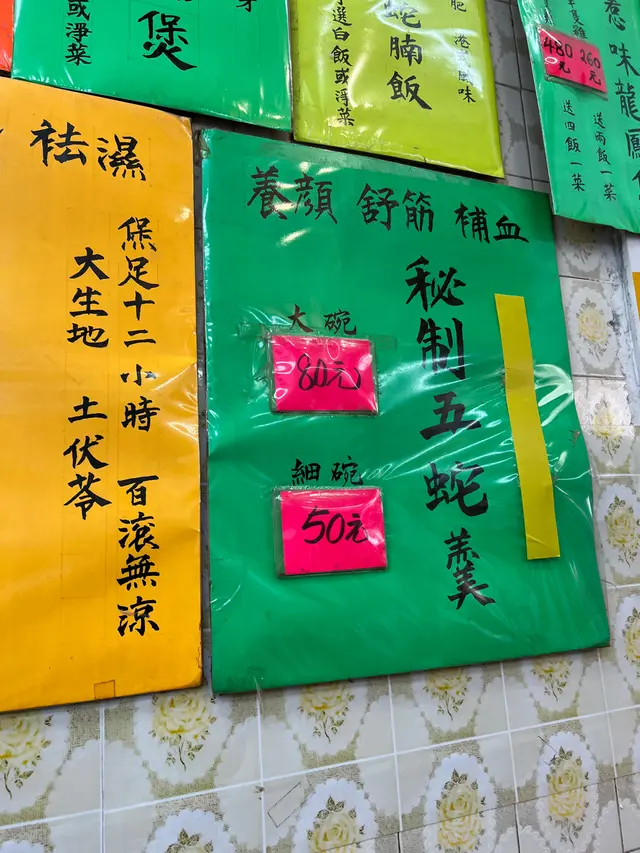 煲
或淨菜
蛇腩飯
選白飯或淨菜
風味
惹味龍鳳
260元
480元
送兩飯一菜
送四飯一菜
祛濕
保足十二小時 百滾無涼
大生地 土伏苓
養顏 舒筋 補血
秘制五蛇羹
大碗
80元
細碗
50元